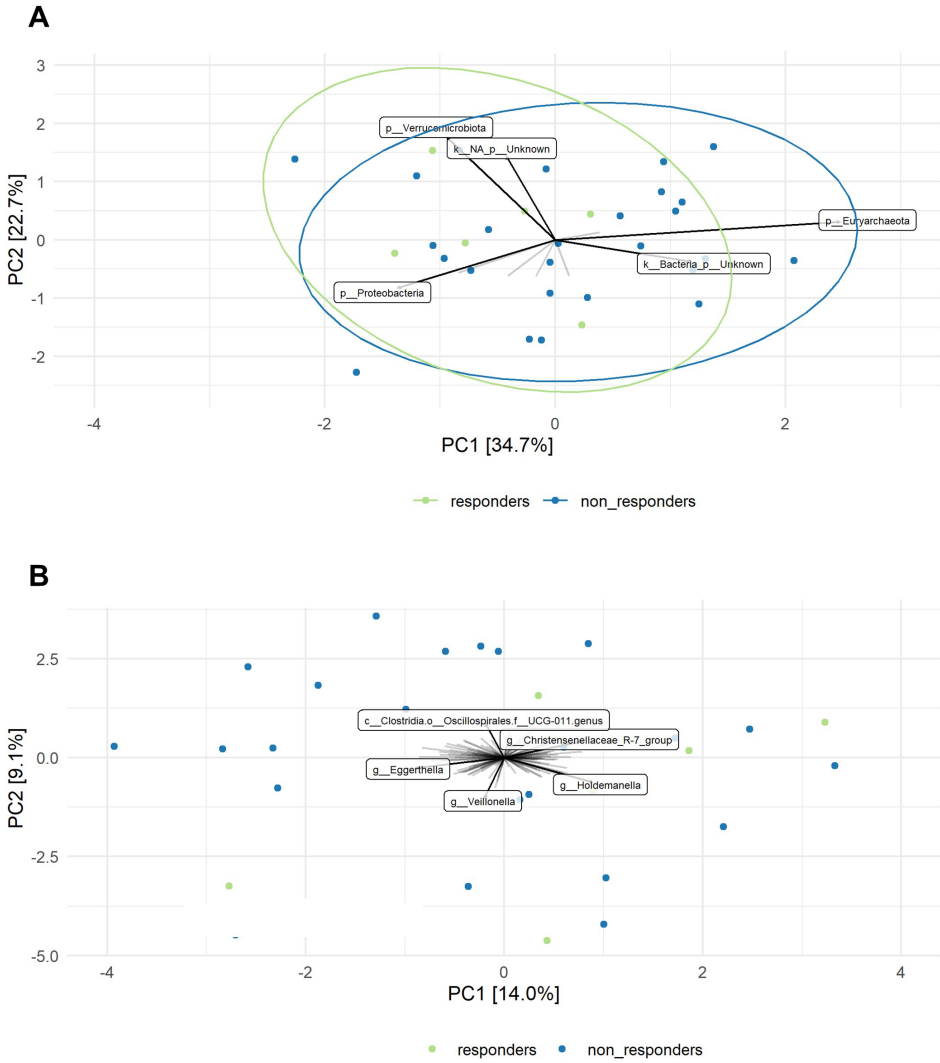 A
3
2
1
0
-1
-2
PC2 [22.7%]
p__Verrucomicrobiota
k__NA_p__Unknown
p__Euryarchaeota
k__Bacteria_p__Unknown
p__Proteobacteria
-4
-2
0
2
PC1 [34.7%]
responders
non_responders
B
2.5
0.0
-2.5
-5.0
PC2 [9.1%]
c__Clostridia.o__Oscillospirales.f__UCG-011.genus
g__Christensenellaceae_R-7_group
g__Eggerthella
g__Holdemanella
g__Veillonella
-4
-2
0
2
4
PC1 [14.0%]
responders
non_responders